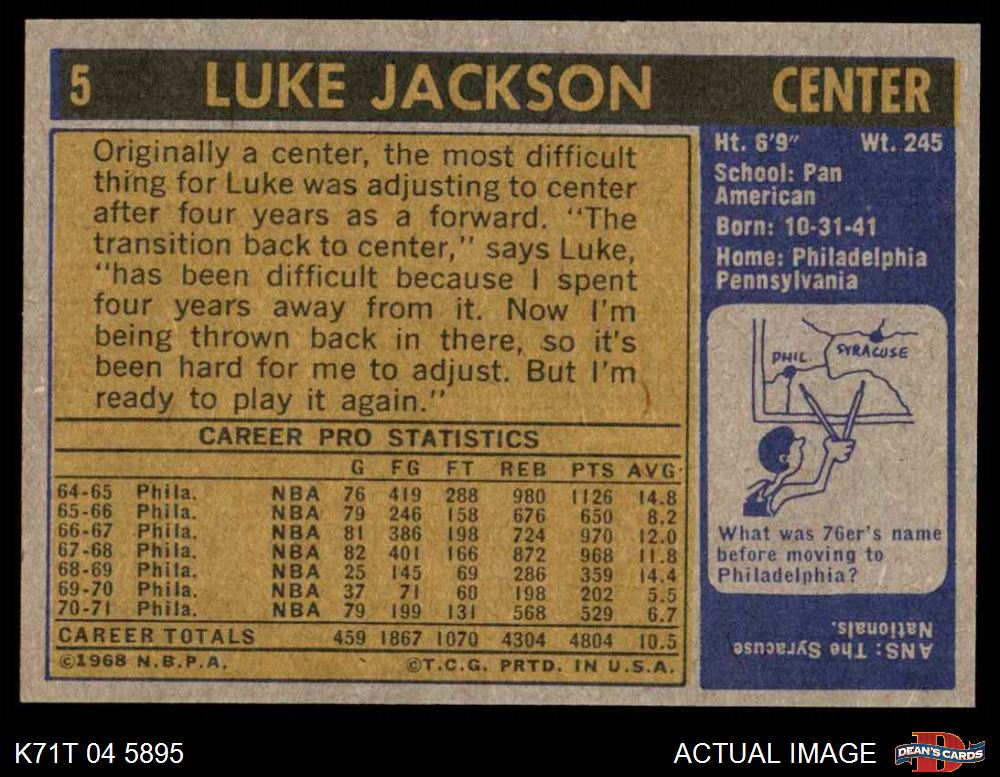 5 LUKE JACKSON CENTER
Originally a center, the most difficult
thing for Luke was adjusting to center
after four years as a forward. "The
transition back to center," says Luke,
"has been difficult because I spent
four years away from it. Now I'm
being thrown back in there, so it's
been hard for me to adjust. But I'm
ready to play it again."
CAREER PRO STATISTICS
G FG FT REB PTS AVG.
64-65 Phila. NBA 76 419 288 980 1126 14.8
65-66 Phila. NBA 79 246 158 676 650 8.2
66-67 Phila. NBA 81 386 198 724 970 12.0
67-68 Phila. NBA 82 401 166 872 968 11.8
68-69 Phila. NBA 25 145 69 286 359 14.4
69-70 Phila. NBA 37 71 60 198 202 5.5
70-71 Phila. NBA 79 199 131 568 529 6.7
CAREER TOTALS 459 1867 1070 4304 4804 10.5
©1968 N.B.P.A. ©T.C.G. PRTD. IN U.S.A.
Ht. 6'9" Wt. 245
School: Pan
American
Born: 10-31-41
Home: Philadelphia
Pennsylvania
PHIL. SYRACUSE
What was 76er's name
before moving to
Philadelphia?
ANS: The Syracuse
Nationals.
K71T 04 5895 ACTUAL IMAGE
D
DEAN'S CARDS